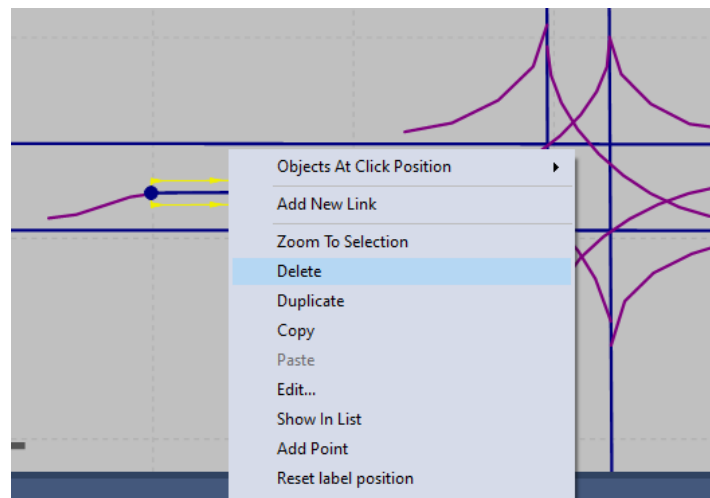 Objects At Click Position
Add New Link
Zoom To Selection
Delete
Duplicate
Copy
Paste
Edit...
Show In List
Add Point
Reset label position